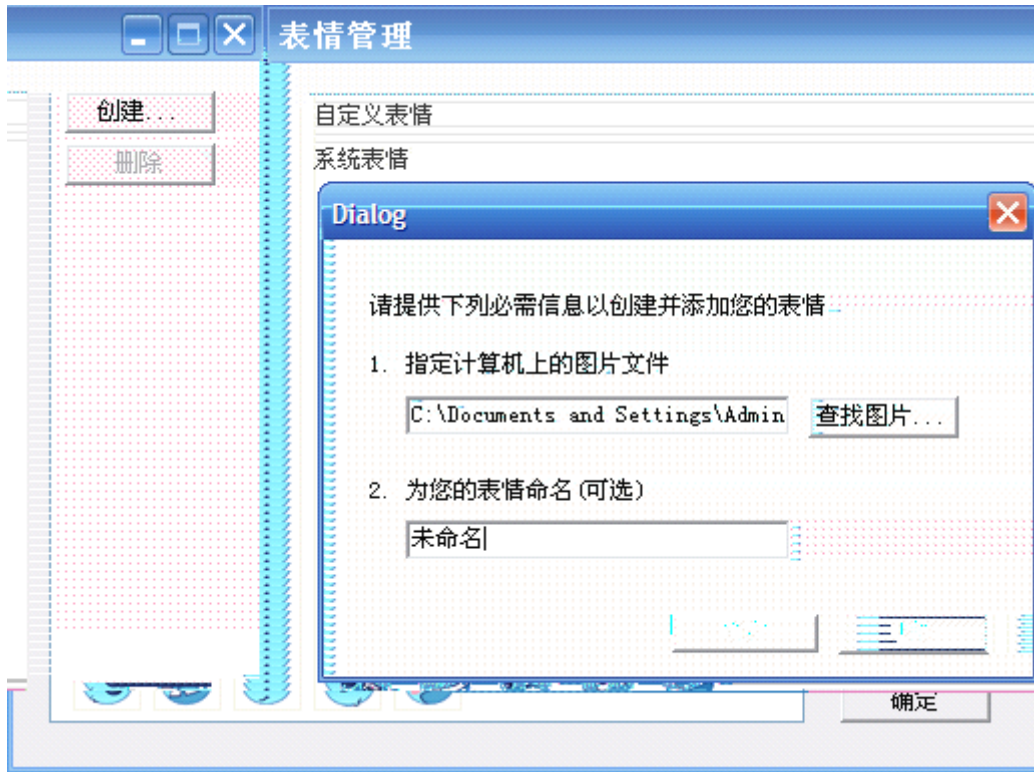 表情管理
创建...
删除
自定义表情
系统表情
Dialog
请提供下列必需信息以创建并添加您的表情
1. 指定计算机上的图片文件
C:\Documents and Settings\Admin
查找图片...
2. 为您的表情命名(可选)
未命名
确定